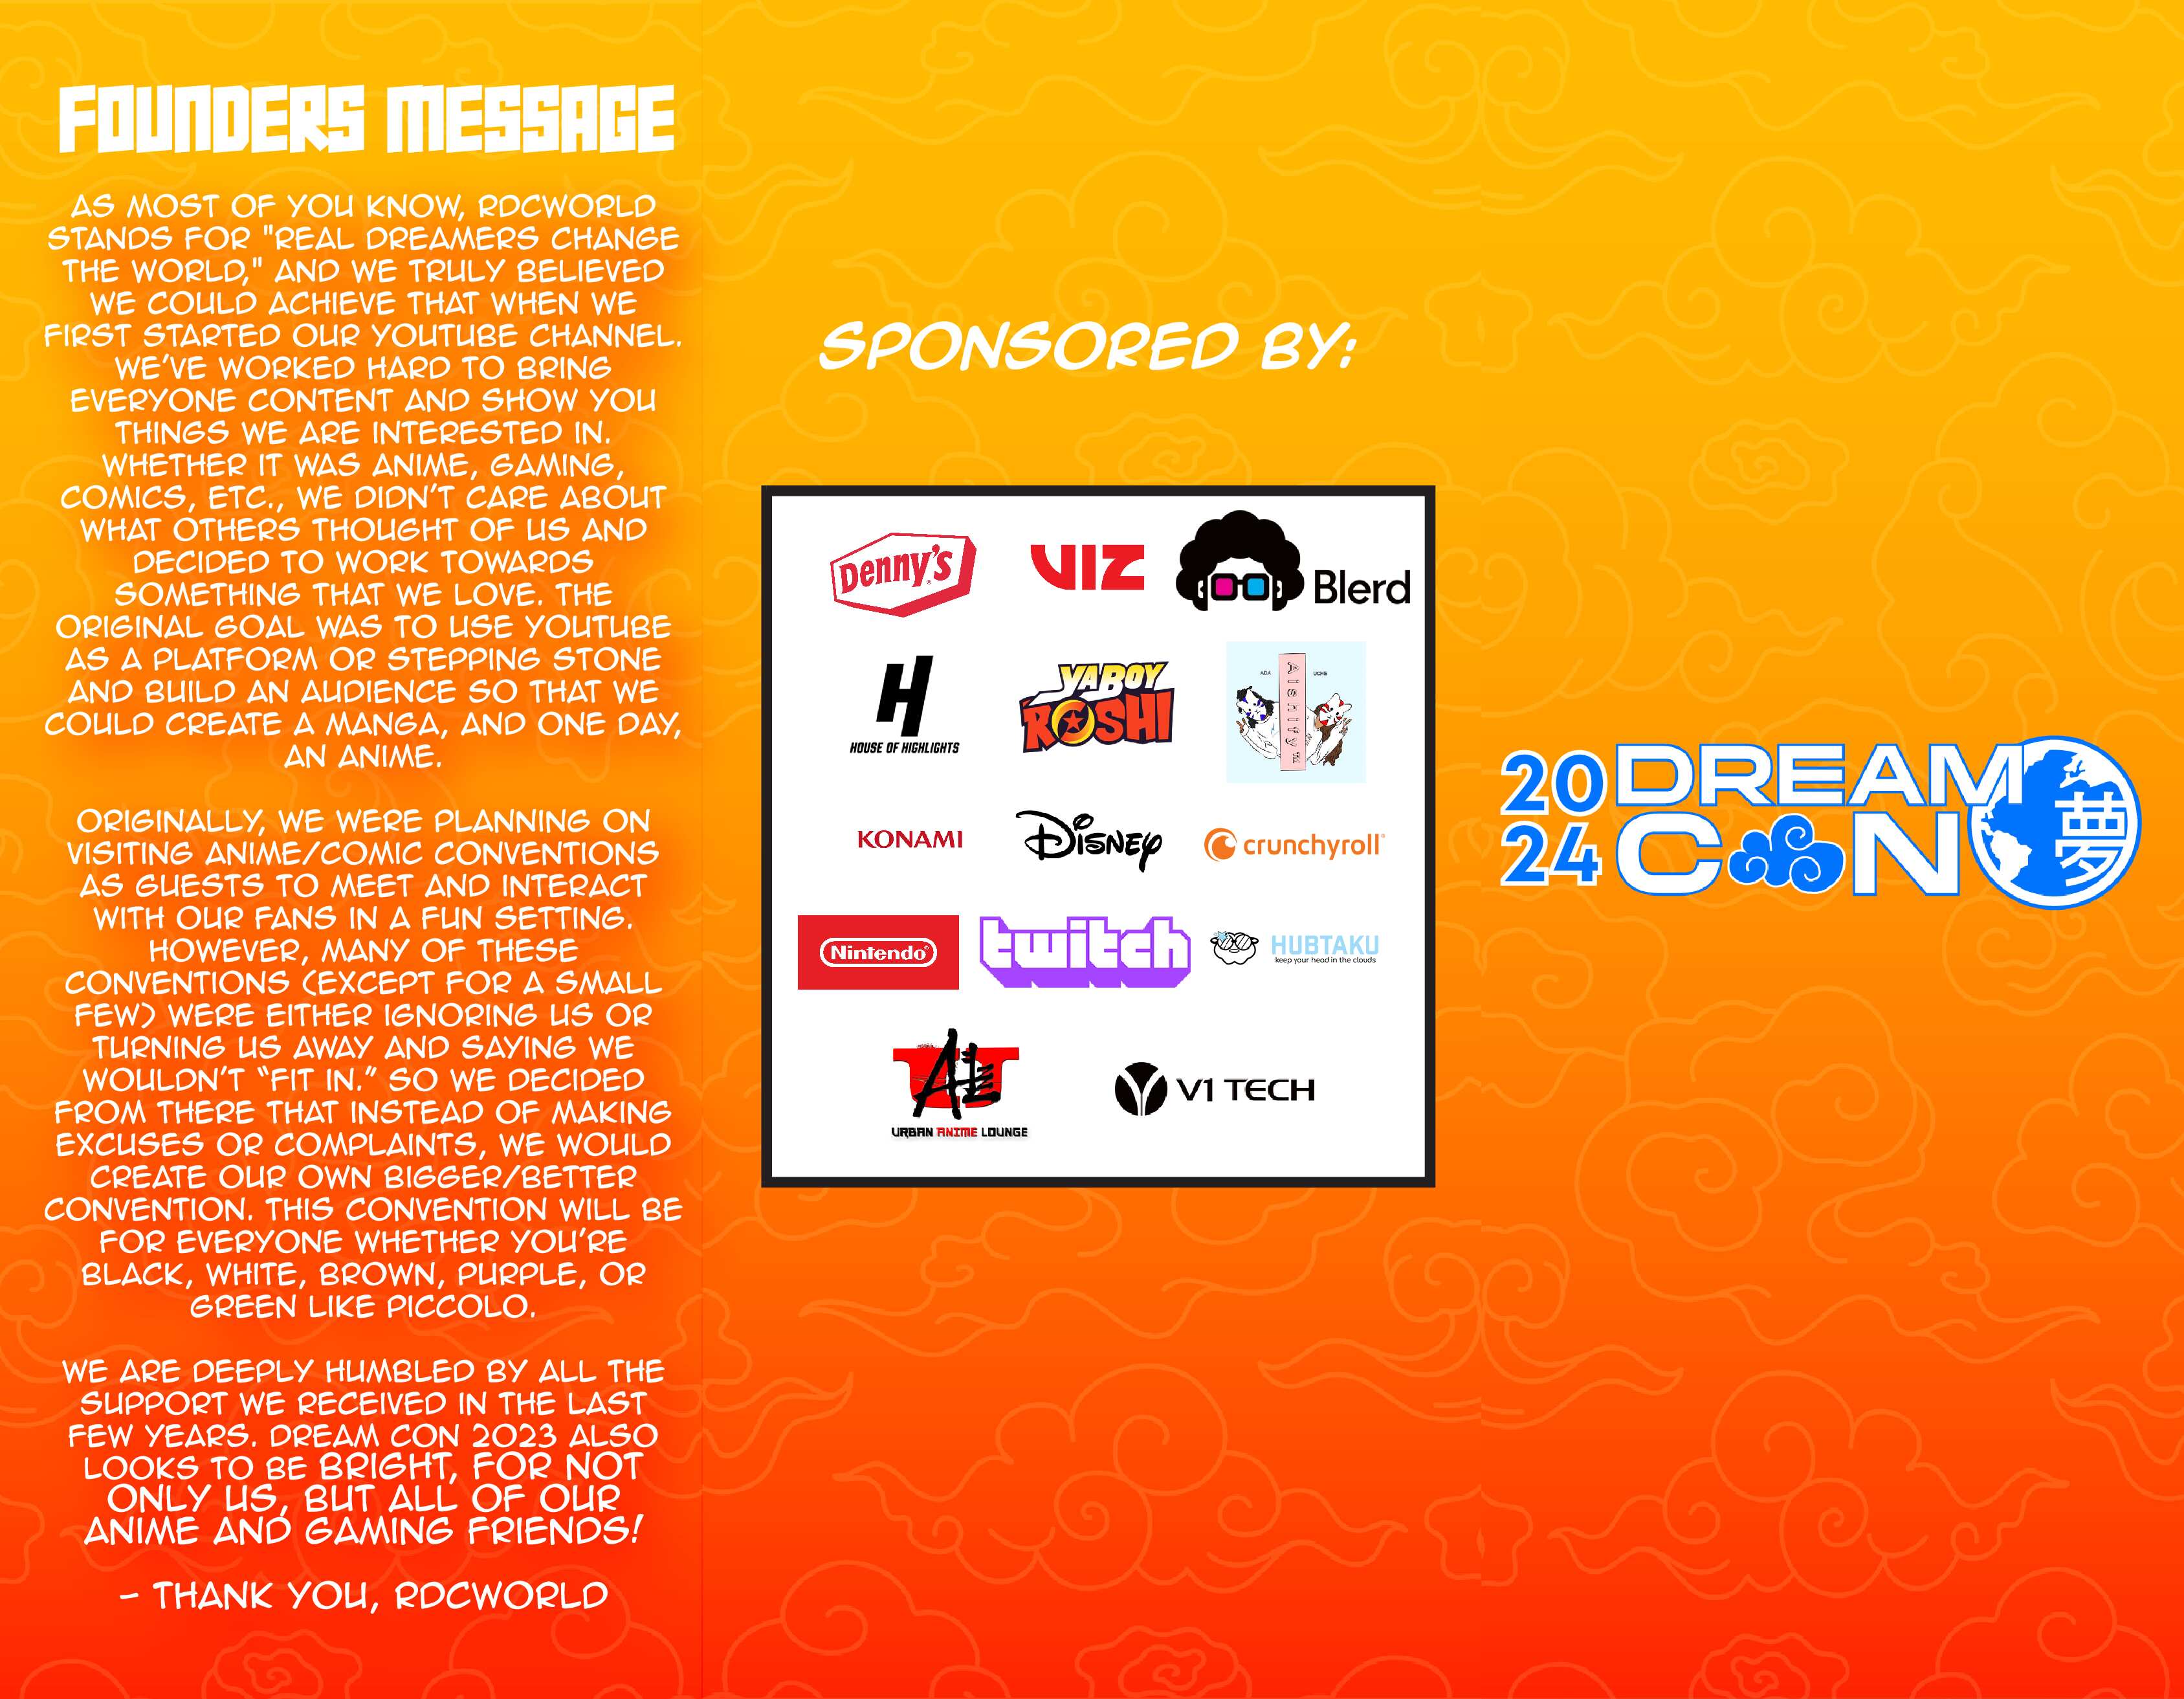 FOUNDERS MESSAGE
AS MOST OF YOU KNOW, RDCWORLD
STANDS FOR "REAL DREAMERS CHANGE
THE WORLD," AND WE TRULY BELIEVED
WE COULD ACHIEVE THAT WHEN WE
FIRST STARTED OUR YOUTUBE CHANNEL.
WE'VE WORKED HARD TO BRING
EVERYONE CONTENT AND SHOW YOU
THINGS WE ARE INTERESTED IN.
WHETHER IT WAS ANIME, GAMING,
COMICS, ETC., WE DIDN'T CARE ABOUT
WHAT OTHERS THOUGHT OF US AND
DECIDED TO WORK TOWARDS
SOMETHING THAT WE LOVE. THE
ORIGINAL GOAL WAS TO USE YOUTUBE
AS A PLATFORM OR STEPPING STONE
AND BUILD AN AUDIENCE SO THAT WE
COULD CREATE A MANGA, AND ONE DAY,
AN ANIME.
ORIGINALLY, WE WERE PLANNING ON
VISITING ANIME/COMIC CONVENTIONS
AS GUESTS TO MEET AND INTERACT
WITH OUR FANS IN A FUN SETTING.
HOWEVER, MANY OF THESE
CONVENTIONS (EXCEPT FOR A SMALL
FEW) WERE EITHER IGNORING US OR
TURNING US AWAY AND SAYING WE
WOULDN'T “FIT IN.” SO WE DECIDED
FROM THERE THAT INSTEAD OF MAKING
EXCUSES OR COMPLAINTS, WE WOULD
CREATE OUR OWN BIGGER/BETTER
CONVENTION. THIS CONVENTION WILL BE
FOR EVERYONE WHETHER YOU'RE
BLACK, WHITE, BROWN, PURPLE, OR
GREEN LIKE PICCOLO.
WE ARE DEEPLY HUMBLED BY ALL THE
SUPPORT WE RECEIVED IN THE LAST
FEW YEARS. DREAM CON 2023 ALSO
LOOKS TO BE BRIGHT, FOR NOT
ONLY US, BUT ALL OF OUR
ANIME AND GAMING FRIENDS!
- THANK YOU, RDCWORLD
SPONSORED BY:
Denny's
VIZ
Blerd
H
HOUSE OF HIGHLIGHTS
YA BOY
ROSHI
KONAMI
Disney
crunchyroll
Nintendo®
twitch
HUBTAKU
keep your head in the clouds
URBAN ANIME LOUNGE
V1 TECH
2024
DREAM
CON
夢